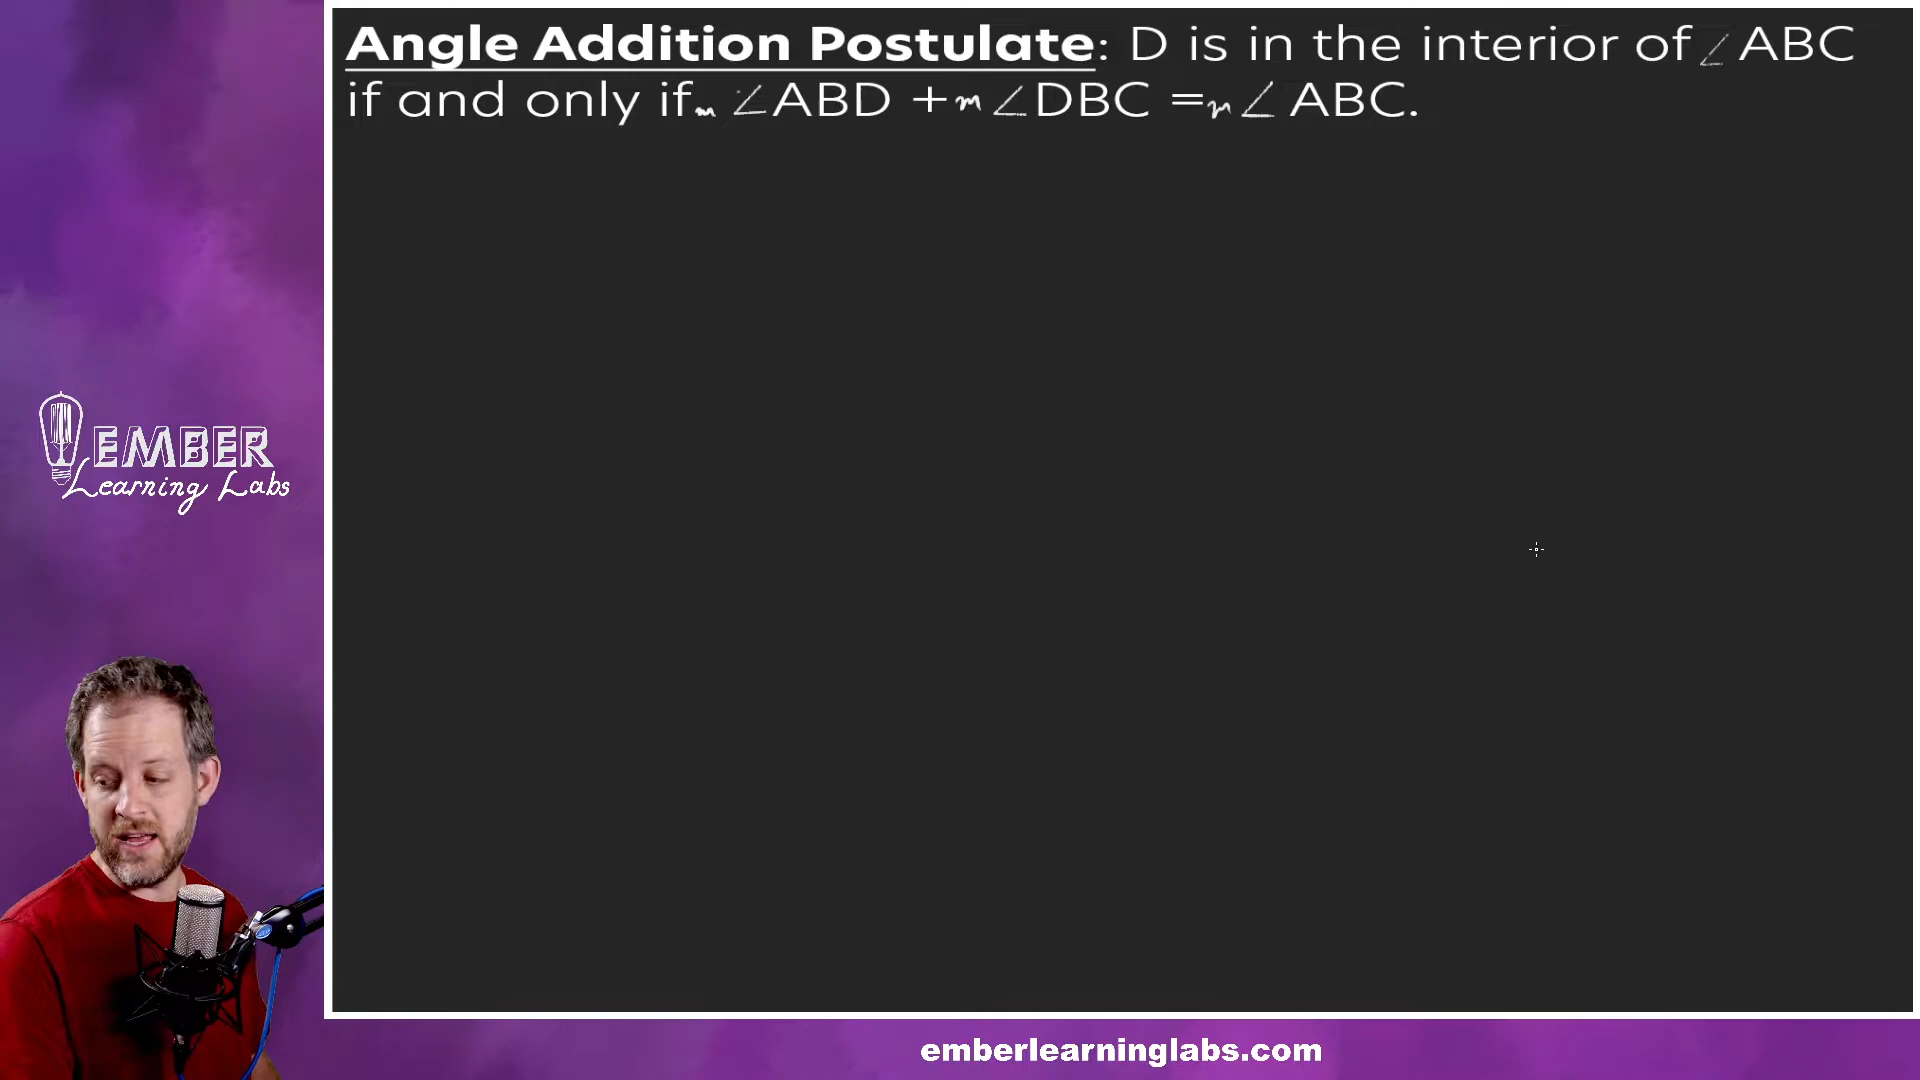 Angle Addition Postulate: D is in the interior of ∠ABC
if and only if m∠ABD + m∠DBC = m∠ABC.
EMBER
Learning Labs
emberlearninglabs.com